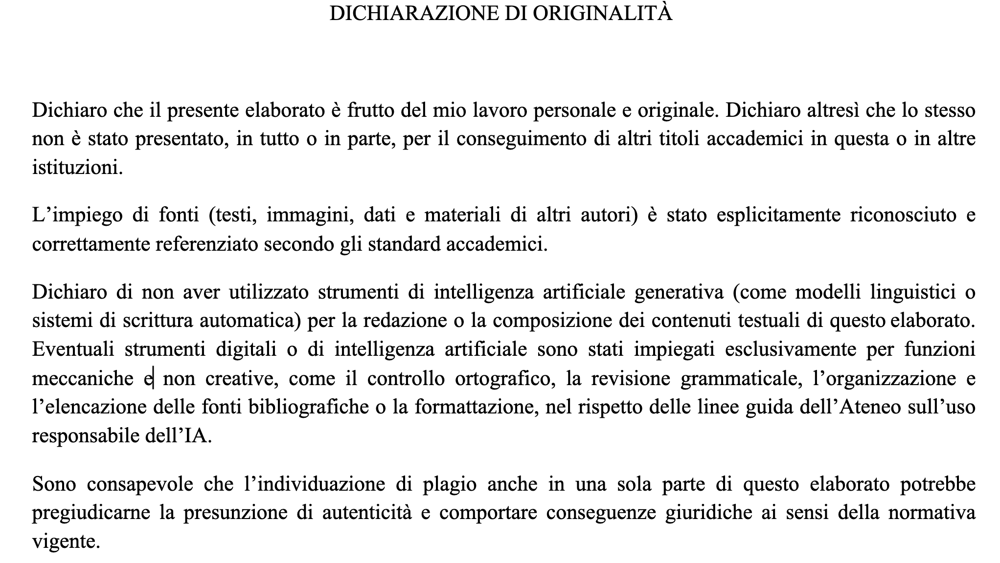 DICHIARAZIONE DI ORIGINALITÀ
Dichiaro che il presente elaborato è frutto del mio lavoro personale e originale. Dichiaro altresì che lo stesso
non è stato presentato, in tutto o in parte, per il conseguimento di altri titoli accademici in questa o in altre
istituzioni.
L’impiego di fonti (testi, immagini, dati e materiali di altri autori) è stato esplicitamente riconosciuto e
correttamente referenziato secondo gli standard accademici.
Dichiaro di non aver utilizzato strumenti di intelligenza artificiale generativa (come modelli linguistici o
sistemi di scrittura automatica) per la redazione o la composizione dei contenuti testuali di questo elaborato.
Eventuali strumenti digitali o di intelligenza artificiale sono stati impiegati esclusivamente per funzioni
meccaniche e non creative, come il controllo ortografico, la revisione grammaticale, l’organizzazione e
l’elencazione delle fonti bibliografiche o la formattazione, nel rispetto delle linee guida dell’Ateneo sull’uso
responsabile dell’IA.
Sono consapevole che l’individuazione di plagio anche in una sola parte di questo elaborato potrebbe
pregiudicarne la presunzione di autenticità e comportare conseguenze giuridiche ai sensi della normativa
vigente.